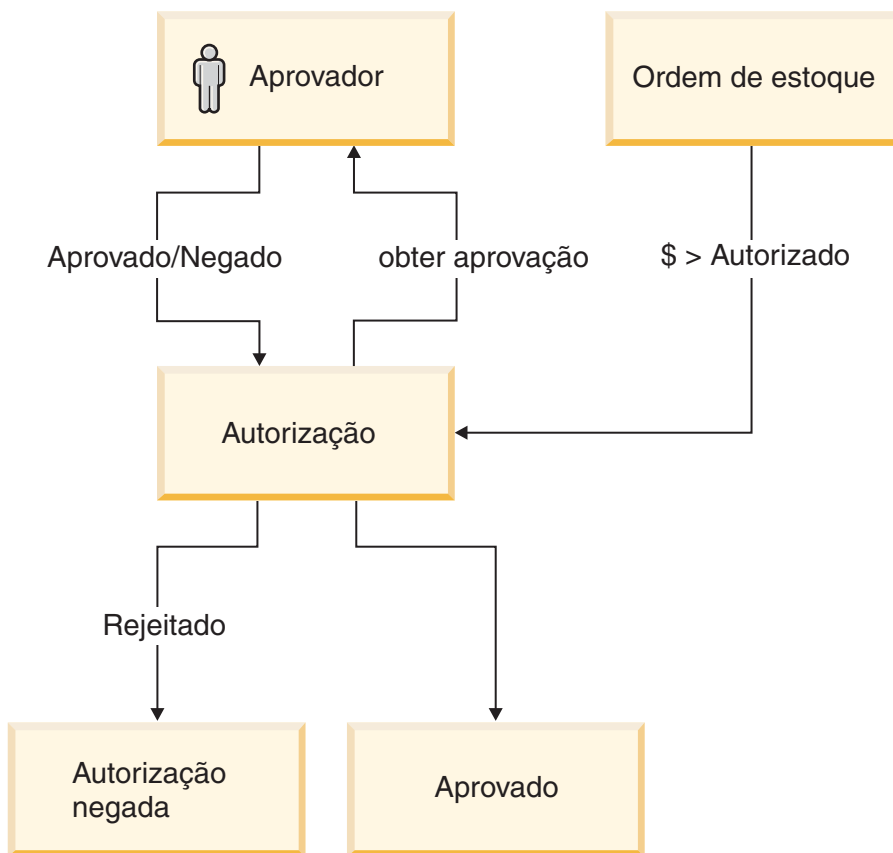 Aprovador
Ordem de estoque
Aprovado/Negado
obter aprovação
$ > Autorizado
Autorização
Rejeitado
Autorização
negada
Aprovado